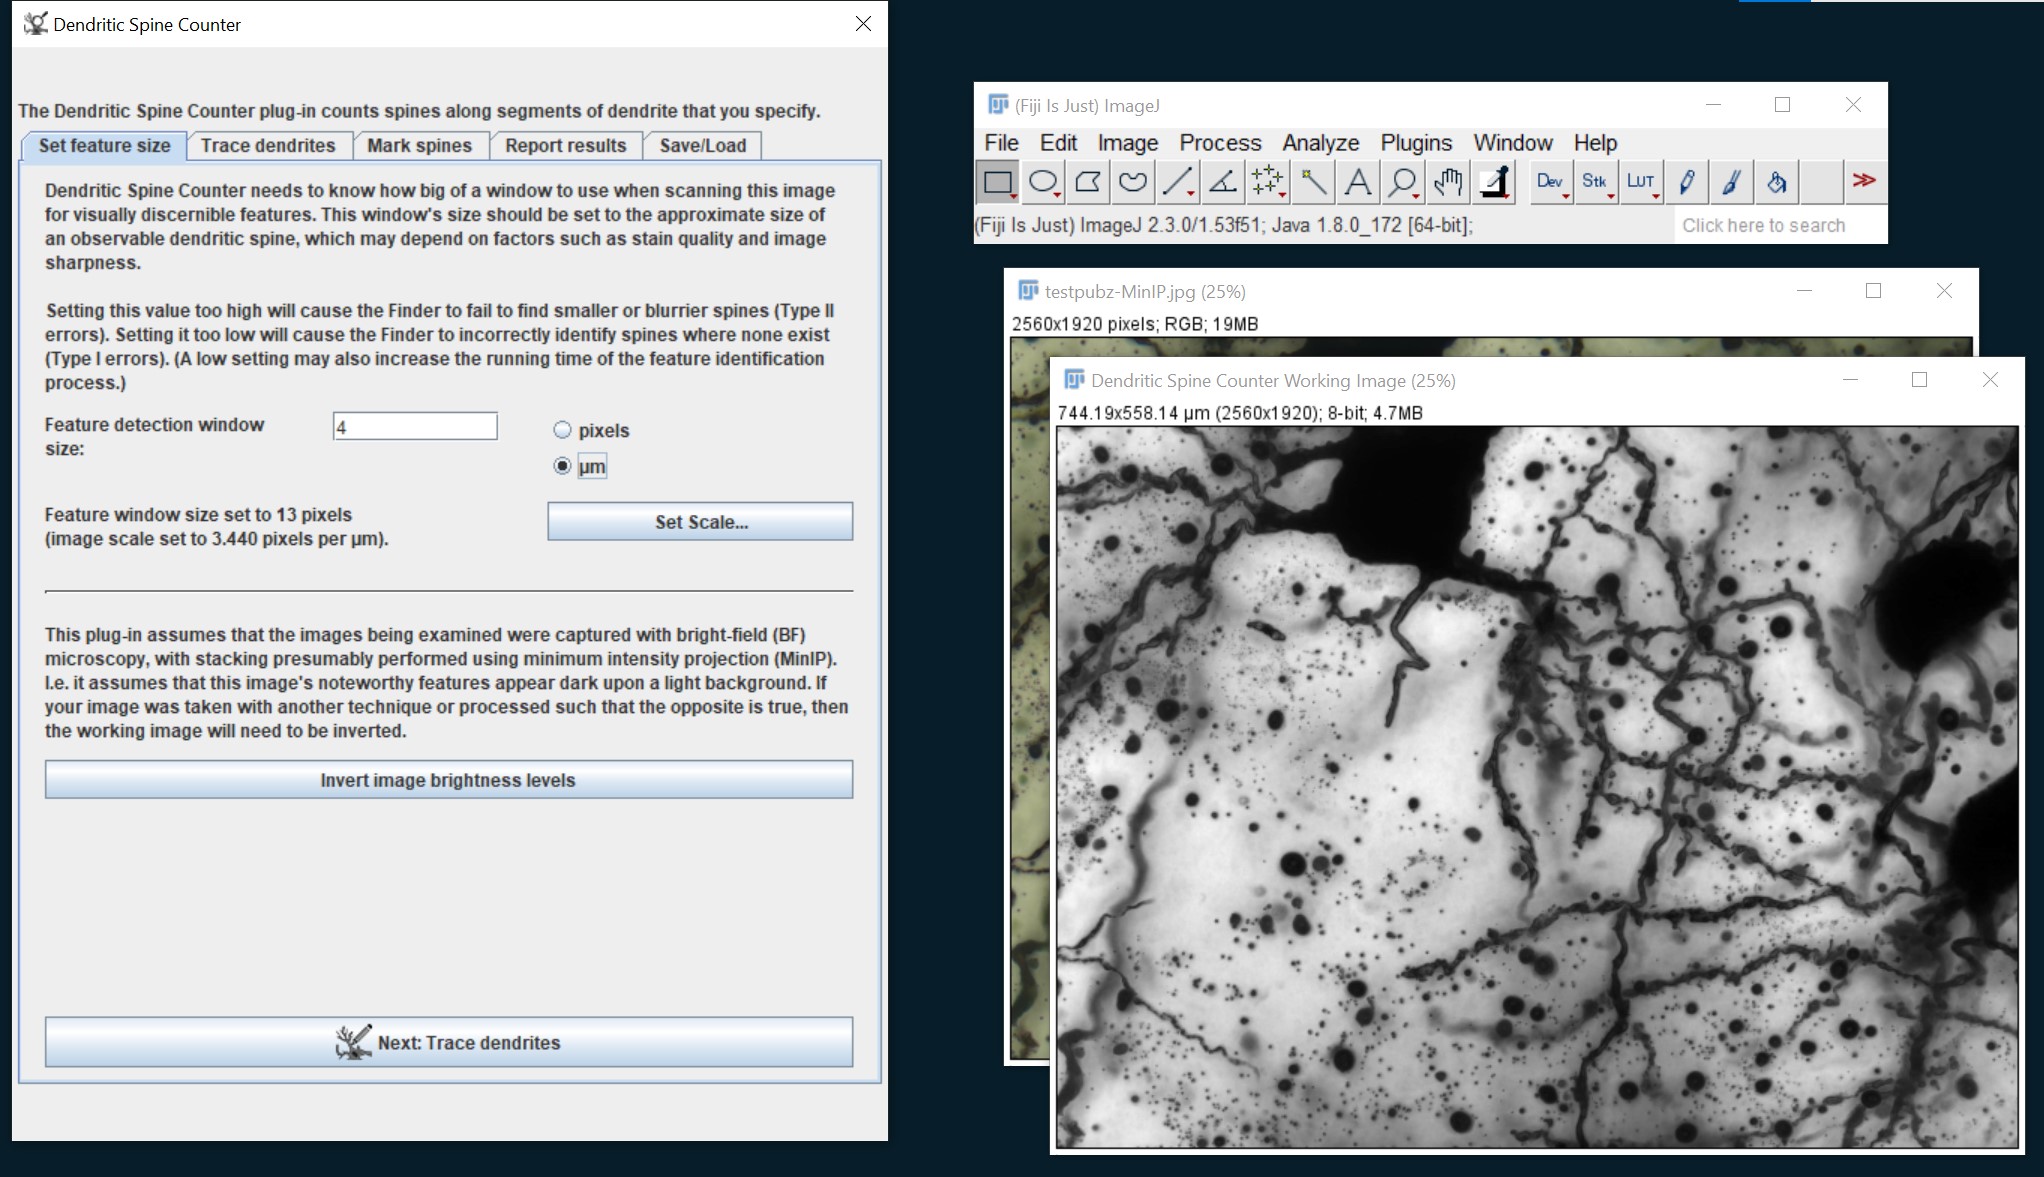 Dendritic Spine Counter
The Dendritic Spine Counter plug-in counts spines along segments of dendrite that you specify.
Set feature size
Trace dendrites
Mark spines
Report results
Save/Load
Dendritic Spine Counter needs to know how big of a window to use when scanning this image
for visually discernible features. This window's size should be set to the approximate size of
an observable dendritic spine, which may depend on factors such as stain quality and image
sharpness.
Setting this value too high will cause the Finder to fail to find smaller or blurrier spines (Type II
errors). Setting it too low will cause the Finder to incorrectly identify spines where none exist
(Type I errors). (A low setting may also increase the running time of the feature identification
process.)
Feature detection window
size:
4
pixels
µm
Feature window size set to 13 pixels
(image scale set to 3.440 pixels per µm).
Set Scale...
This plug-in assumes that the images being examined were captured with bright-field (BF)
microscopy, with stacking presumably performed using minimum intensity projection (MinIP).
I.e. it assumes that this image's noteworthy features appear dark upon a light background. If
your image was taken with another technique or processed such that the opposite is true, then
the working image will need to be inverted.
Invert image brightness levels
Next: Trace dendrites
(Fiji Is Just) ImageJ
File Edit Image Process Analyze Plugins Window Help
A Dev Stk LUT >>
(Fiji Is Just) ImageJ 2.3.0/1.53f51; Java 1.8.0_172 [64-bit];
Click here to search
testpubz-MinIP.jpg (25%)
2560x1920 pixels; RGB; 19MB
Dendritic Spine Counter Working Image (25%)
744.19x558.14 µm (2560x1920); 8-bit; 4.7MB